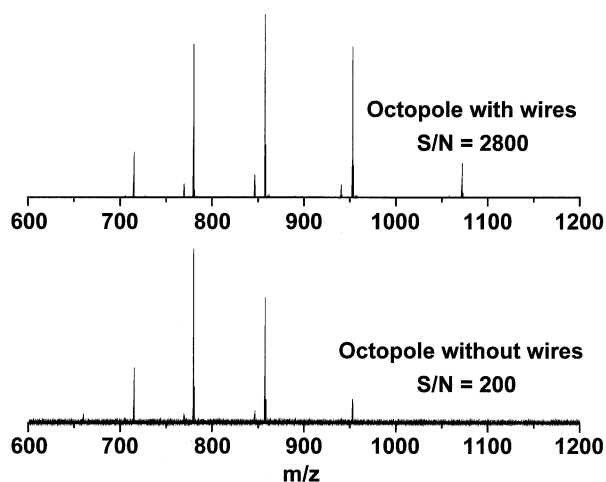 Octopole with wires
S/N = 2800
600 700 800 900 1000 1100 1200
Octopole without wires
S/N = 200
600 700 800 900 1000 1100 1200
m/z